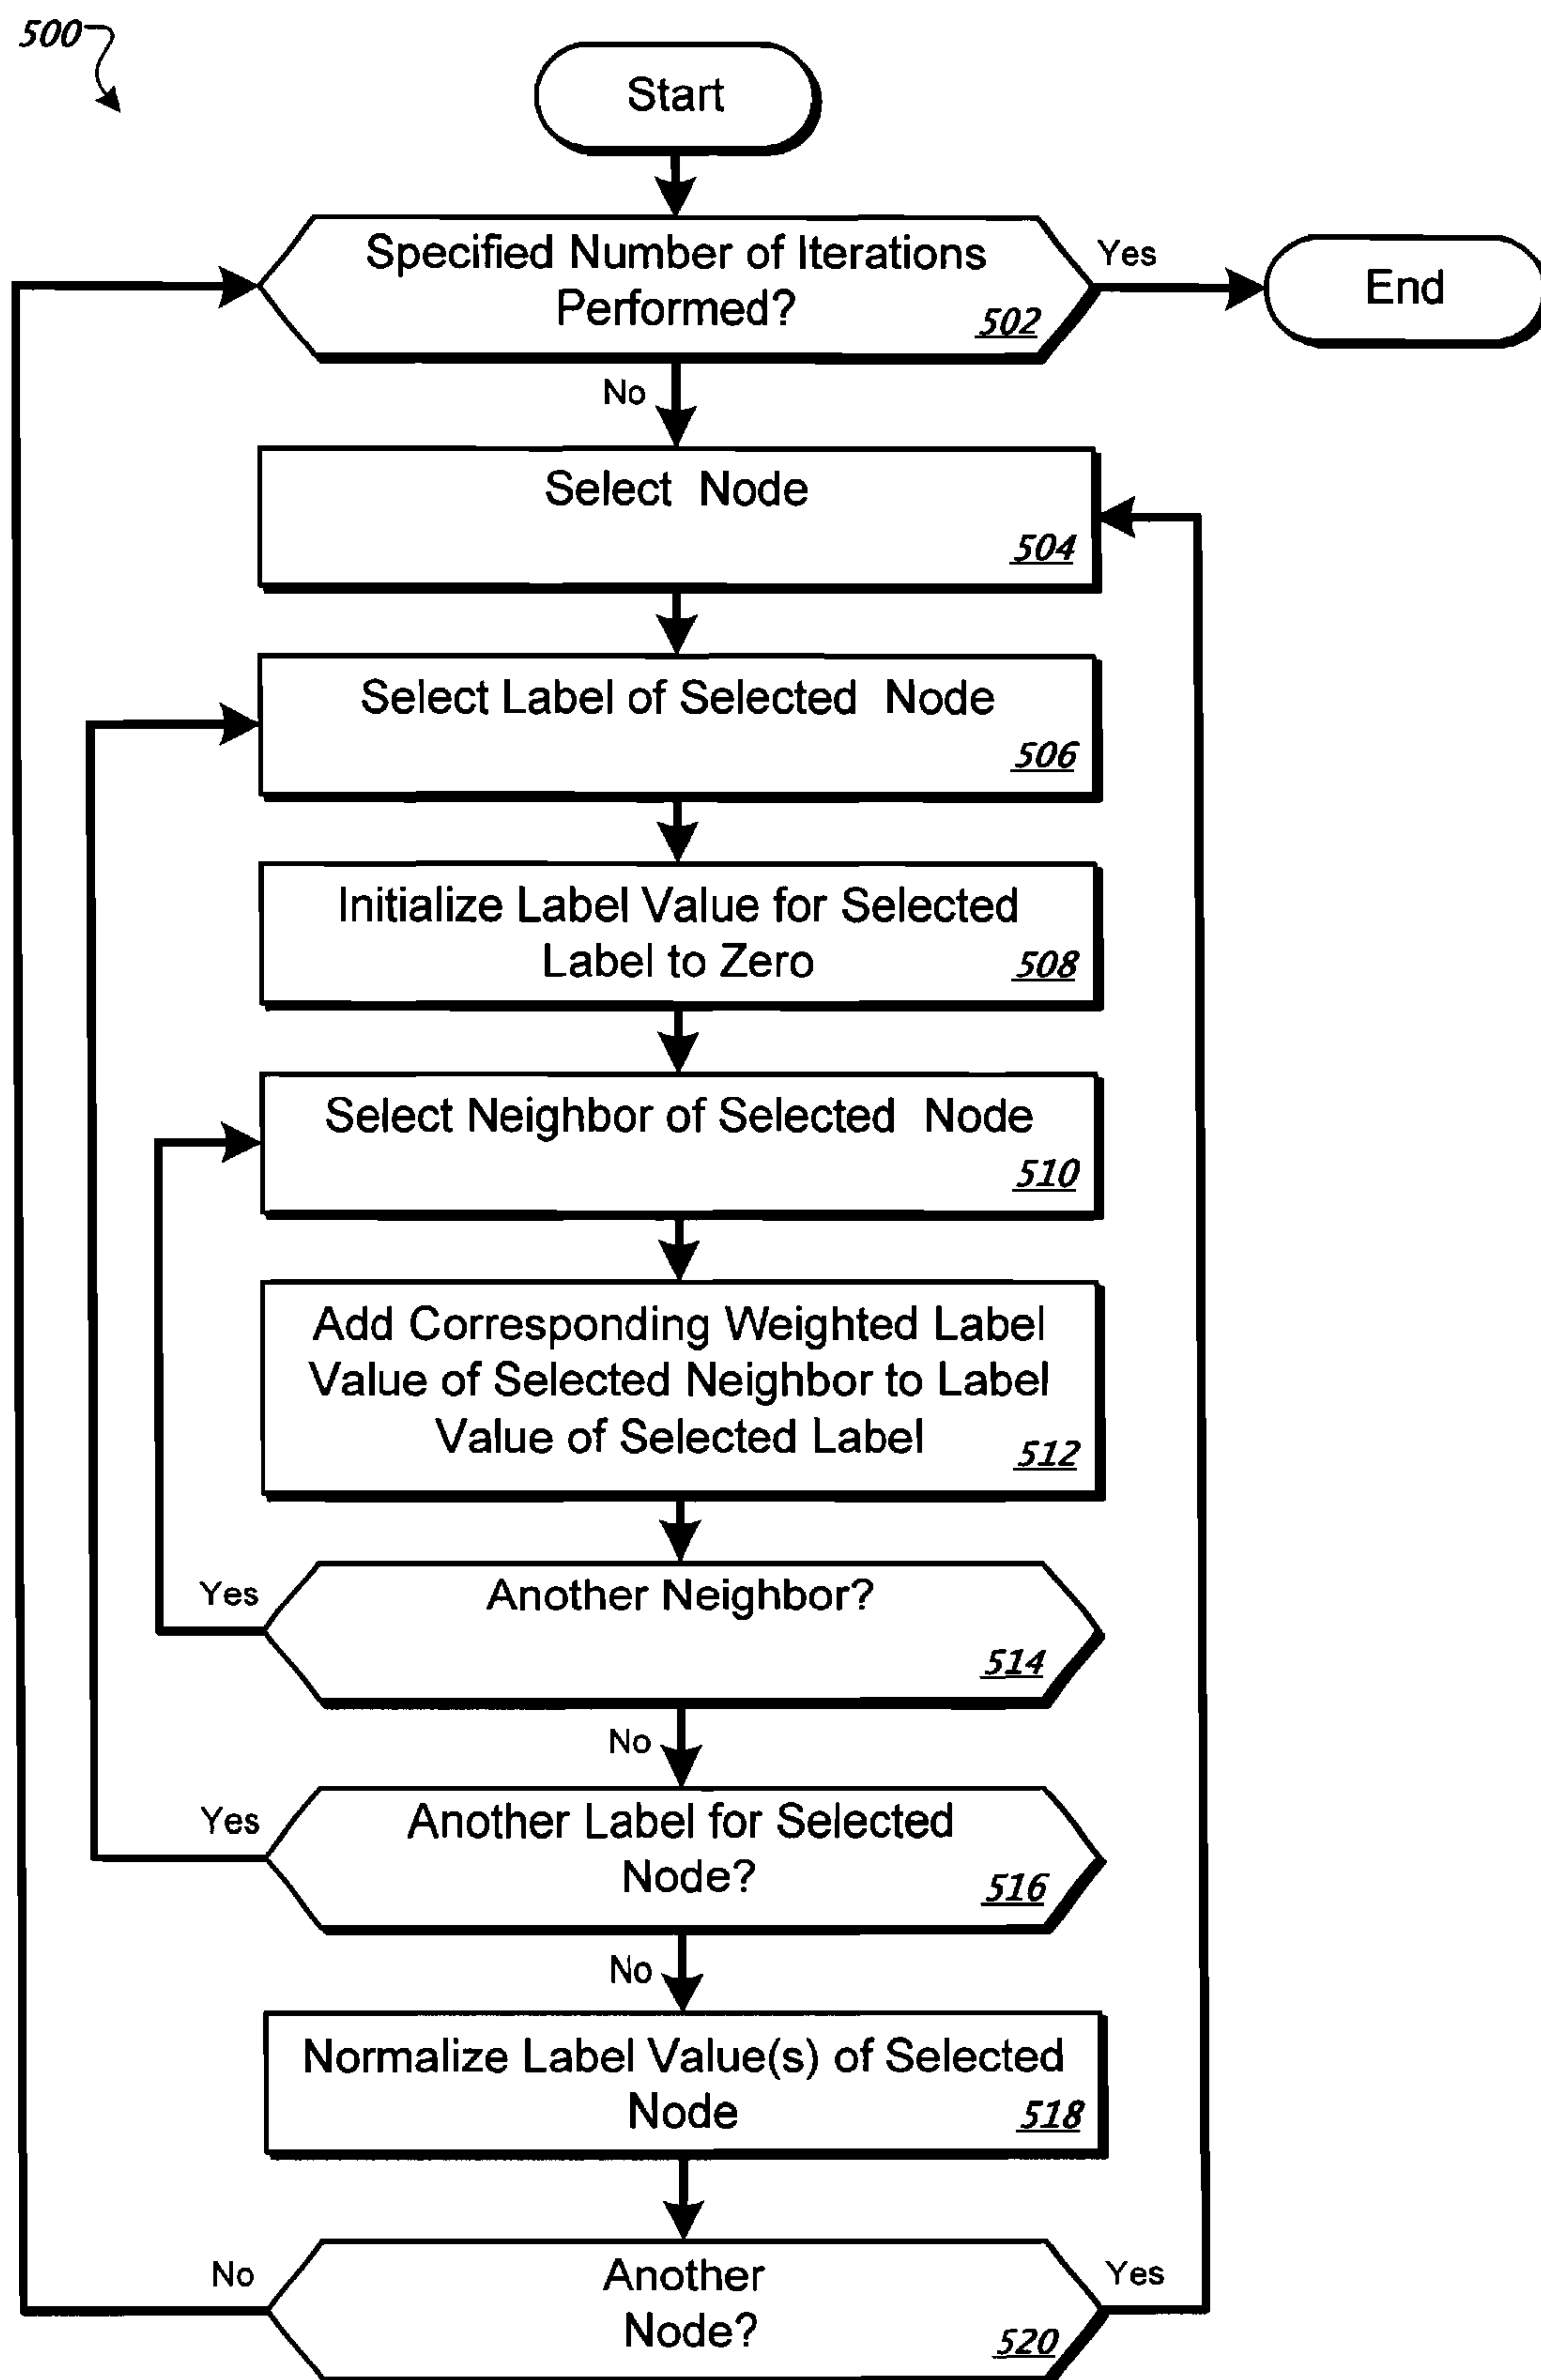 500
Start
Specified Number of Iterations
Performed?
502
Yes
End
No
Select Node
504
Select Label of Selected Node
506
Initialize Label Value for Selected
Label to Zero
508
Select Neighbor of Selected Node
510
Add Corresponding Weighted Label
Value of Selected Neighbor to Label
Value of Selected Label
512
Another Neighbor?
514
Yes
No
Another Label for Selected
Node?
516
Yes
No
Normalize Label Value(s) of Selected
Node
518
Another
Node?
520
No
Yes